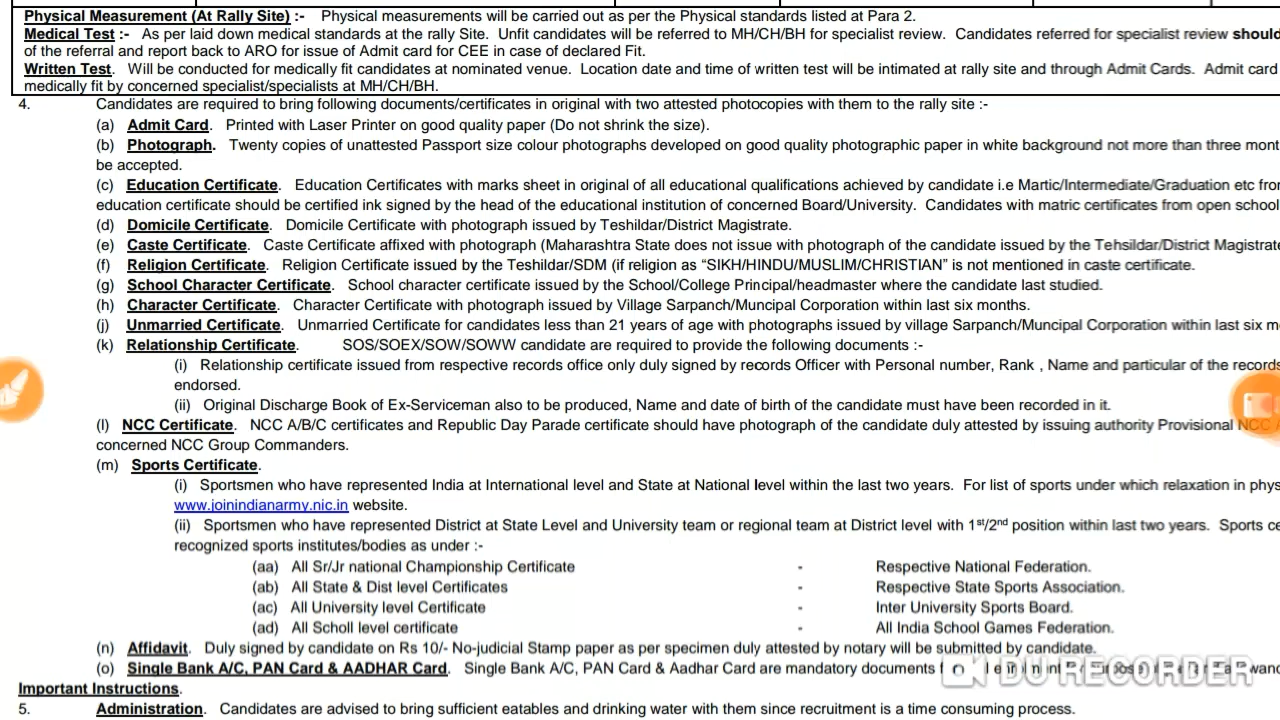 Physical Measurement (At Rally Site) :- Physical measurements will be carried out as per the Physical standards listed at Para 2.
Medical Test :- As per laid down medical standards at the rally Site. Unfit candidates will be referred to MH/CH/BH for specialist review. Candidates referred for specialist review should
of the referral and report back to ARO for issue of Admit card for CEE in case of declared Fit.
Written Test. Will be conducted for medically fit candidates at nominated venue. Location date and time of written test will be intimated at rally site and through Admit Cards. Admit card
medically fit by concerned specialist/specialists at MH/CH/BH.
4. Candidates are required to bring following documents/certificates in original with two attested photocopies with them to the rally site :-
(a) Admit Card. Printed with Laser Printer on good quality paper (Do not shrink the size).
(b) Photograph. Twenty copies of unattested Passport size colour photographs developed on good quality photographic paper in white background not more than three mont
be accepted.
(c) Education Certificate. Education Certificates with marks sheet in original of all educational qualifications achieved by candidate i.e Martic/Intermediate/Graduation etc fro
education certificate should be certified ink signed by the head of the educational institution of concerned Board/University. Candidates with matric certificates from open school
(d) Domicile Certificate. Domicile Certificate with photograph issued by Teshildar/District Magistrate.
(e) Caste Certificate. Caste Certificate affixed with photograph (Maharashtra State does not issue with photograph of the candidate issued by the Tehsildar/District Magistrate
(f) Religion Certificate. Religion Certificate issued by the Teshildar/SDM (if religion as “SIKH/HINDU/MUSLIM/CHRISTIAN” is not mentioned in caste certificate.
(g) School Character Certificate. School character certificate issued by the School/College Principal/headmaster where the candidate last studied.
(h) Character Certificate. Character Certificate with photograph issued by Village Sarpanch/Muncipal Corporation within last six months.
(j) Unmarried Certificate. Unmarried Certificate for candidates less than 21 years of age with photographs issued by village Sarpanch/Muncipal Corporation within last six m
(k) Relationship Certificate. SOS/SOEX/SOW/SOWW candidate are required to provide the following documents :-
(i) Relationship certificate issued from respective records office only duly signed by records Officer with Personal number, Rank , Name and particular of the records
endorsed.
(ii) Original Discharge Book of Ex-Serviceman also to be produced, Name and date of birth of the candidate must have been recorded in it.
(l) NCC Certificate. NCC A/B/C certificates and Republic Day Parade certificate should have photograph of the candidate duly attested by issuing authority Provisional NCC
concerned NCC Group Commanders.
(m) Sports Certificate.
(i) Sportsmen who have represented India at International level and State at National level within the last two years. For list of sports under which relaxation in phys
www.joinindianarmy.nic.in website.
(ii) Sportsmen who have represented District at State Level and University team or regional team at District level with 1st/2nd position within last two years. Sports ce
recognized sports institutes/bodies as under :-
(aa) All Sr/Jr national Championship Certificate - Respective National Federation.
(ab) All State & Dist level Certificates - Respective State Sports Association.
(ac) All University level Certificate - Inter University Sports Board.
(ad) All Scholl level certificate - All India School Games Federation.
(n) Affidavit. Duly signed by candidate on Rs 10/- No-judicial Stamp paper as per specimen duly attested by notary will be submitted by candidate.
(o) Single Bank A/C, PAN Card & AADHAR Card. Single Bank A/C, PAN Card & Aadhar Card are mandatory documents
DU RECORDER
Important Instructions.
5. Administration. Candidates are advised to bring sufficient eatables and drinking water with them since recruitment is a time consuming process.